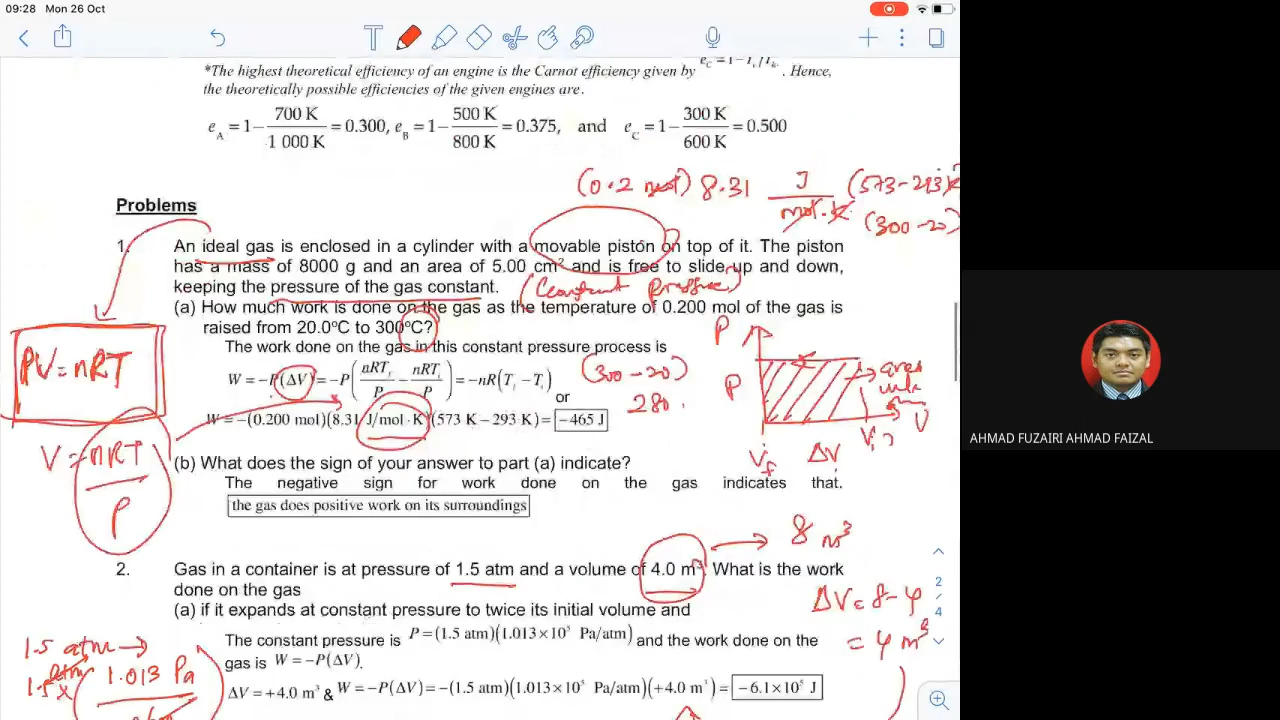 09:28 Mon 26 Oct
*The highest theoretical efficiency of an engine is the Carnot efficiency given by e_C = 1 − T_c/T_h. Hence,
the theoretically possible efficiencies of the given engines are.
e_A = 1 − 700 K / 1 000 K = 0.300, e_B = 1 − 500 K / 800 K = 0.375, and e_C = 1 − 300 K / 600 K = 0.500
(0.2 mol) 8.31 J / mol.K (573-293)K
(300-20)
Problems
1. An ideal gas is enclosed in a cylinder with a movable piston on top of it. The piston
has a mass of 8000 g and an area of 5.00 cm² and is free to slide up and down,
keeping the pressure of the gas constant.
(Constant Pressure)
(a) How much work is done on the gas as the temperature of 0.200 mol of the gas is
raised from 20.0°C to 300°C?
The work done on the gas in this constant pressure process is
W = −P(ΔV) = −P(nRT_f / P − nRT_i / P) = −nR(T_f − T_i)
or
W = −(0.200 mol)(8.31 J/mol·K)(573 K − 293 K) = −465 J
(300-20)
280.
PV = nRT
V = nRT / P
P
P
area
V
V_f
ΔV
V_i
(b) What does the sign of your answer to part (a) indicate?
The negative sign for work done on the gas indicates that.
the gas does positive work on its surroundings
8 m³
2. Gas in a container is at pressure of 1.5 atm and a volume of 4.0 m³. What is the work
done on the gas
(a) if it expands at constant pressure to twice its initial volume and
ΔV = 8-4
= 4 m³
The constant pressure is P = (1.5 atm)(1.013×10⁵ Pa/atm) and the work done on the
gas is W = −P(ΔV).
ΔV = +4.0 m³ & W = −P(ΔV) = −(1.5 atm)(1.013×10⁵ Pa/atm)(+4.0 m³) = −6.1×10⁵ J
1.5 atm →
1.5 atm x 1.013 Pa / atm
2
4
AHMAD FUZAIRI AHMAD FAIZAL